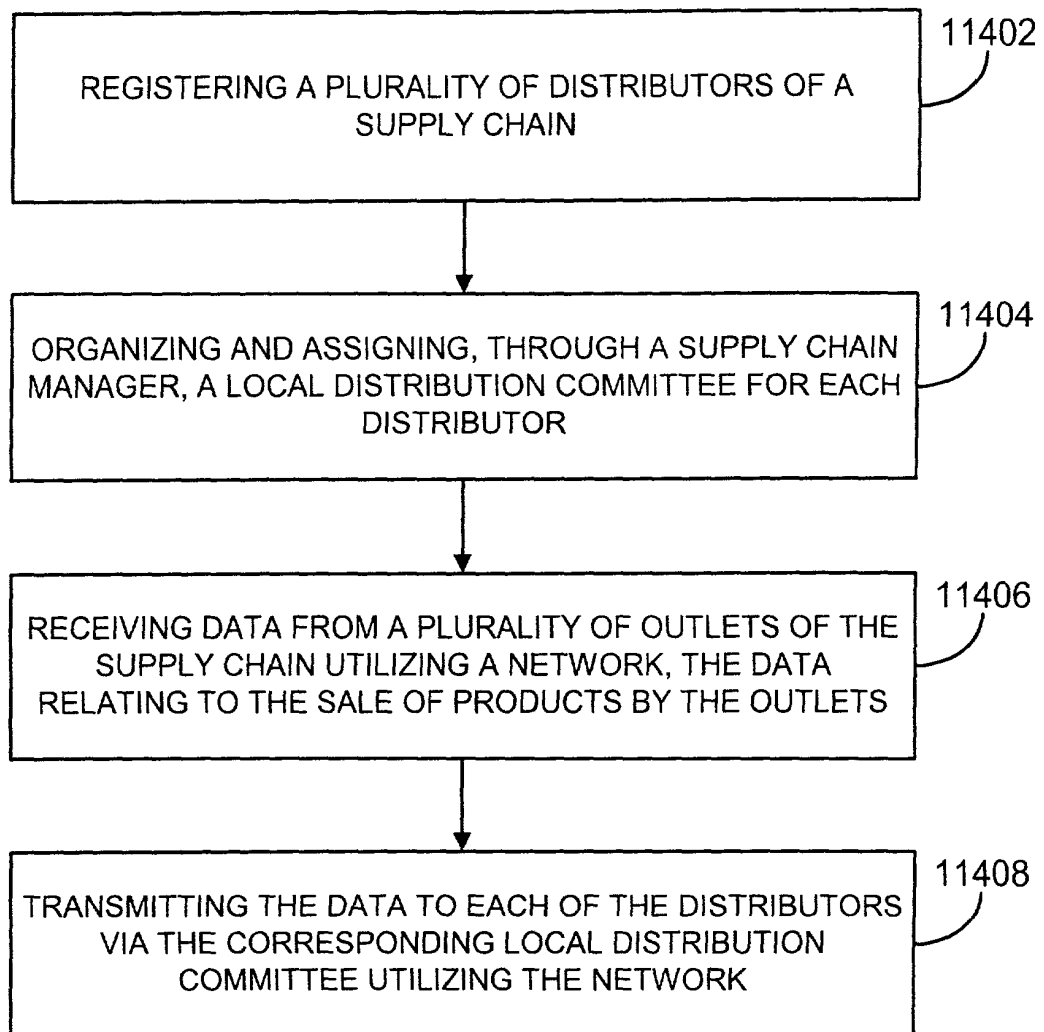 11402
REGISTERING A PLURALITY OF DISTRIBUTORS OF A
SUPPLY CHAIN
11404
ORGANIZING AND ASSIGNING, THROUGH A SUPPLY CHAIN
MANAGER, A LOCAL DISTRIBUTION COMMITTEE FOR EACH
DISTRIBUTOR
11406
RECEIVING DATA FROM A PLURALITY OF OUTLETS OF THE
SUPPLY CHAIN UTILIZING A NETWORK, THE DATA
RELATING TO THE SALE OF PRODUCTS BY THE OUTLETS
11408
TRANSMITTING THE DATA TO EACH OF THE DISTRIBUTORS
VIA THE CORRESPONDING LOCAL DISTRIBUTION
COMMITTEE UTILIZING THE NETWORK